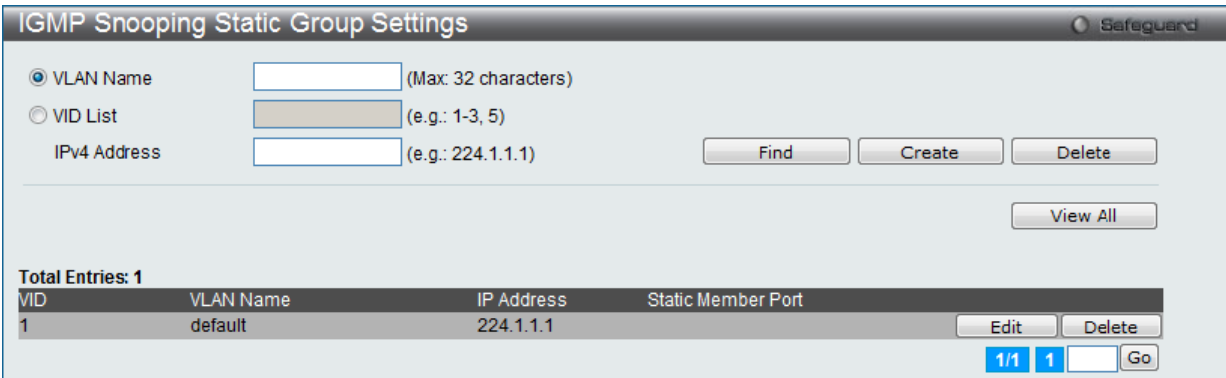 IGMP Snooping Static Group Settings Safeguard
VLAN Name (Max: 32 characters)
VID List (e.g.: 1-3, 5)
IPv4 Address (e.g.: 224.1.1.1) Find Create Delete
View All
Total Entries: 1
VID VLAN Name IP Address Static Member Port
1 default 224.1.1.1 Edit Delete
1/1 1 Go